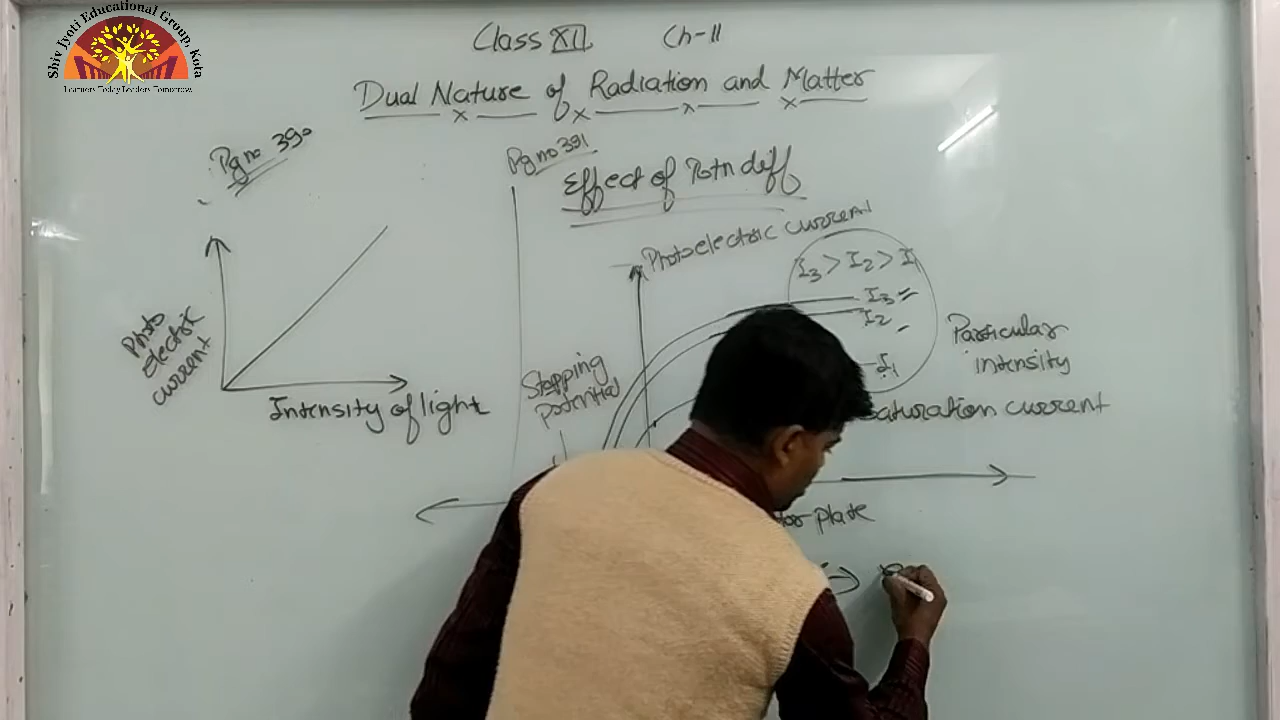 Shiv Jyoti Educational Group, Kota
Learners Today Leaders Tomorrow
Class XII Ch-11
Dual Nature of Radiation and Matter
Pg no 390
Photo
electric
current
Intensity of light
Pg no 391
Effect of Potn diff
Photoelectric current
I3 > I2 > I1
I3
I2
I1
Particular
intensity
Stopping
potential
Saturation current
plate